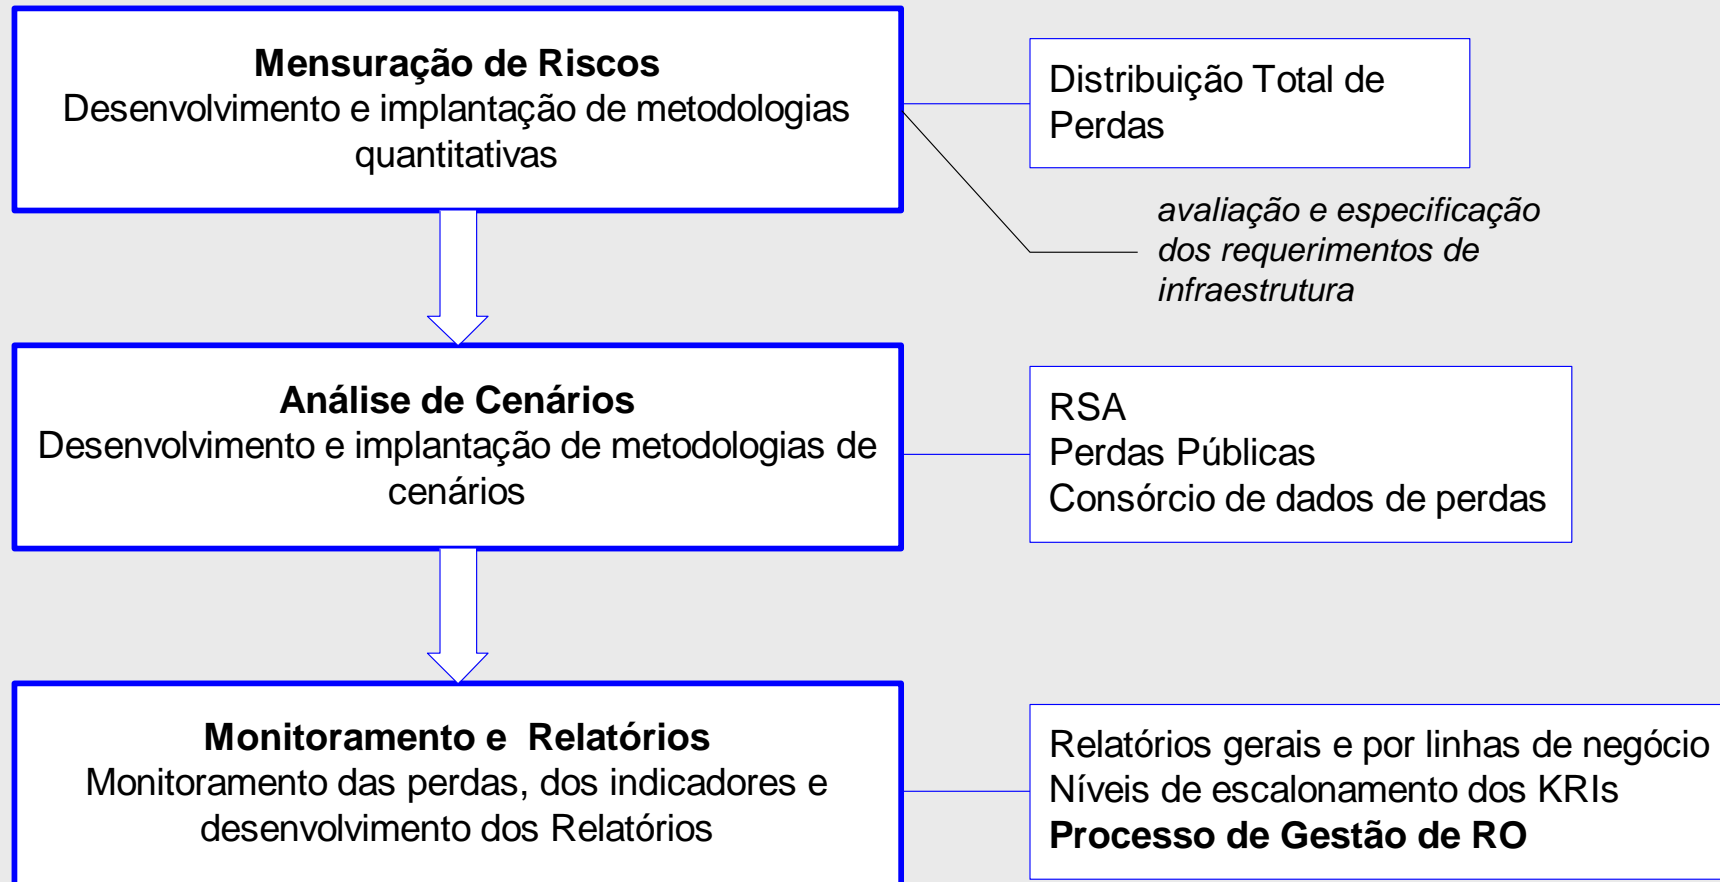 Mensuração de Riscos
Desenvolvimento e implantação de metodologias
quantitativas
Distribuição Total de
Perdas
avaliação e especificação
dos requerimentos de
infraestrutura
Análise de Cenários
Desenvolvimento e implantação de metodologias de
cenários
RSA
Perdas Públicas
Consórcio de dados de perdas
Monitoramento e  Relatórios
Monitoramento das perdas, dos indicadores e
desenvolvimento dos Relatórios
Relatórios gerais e por linhas de negócio
Níveis de escalonamento dos KRIs
Processo de Gestão de RO